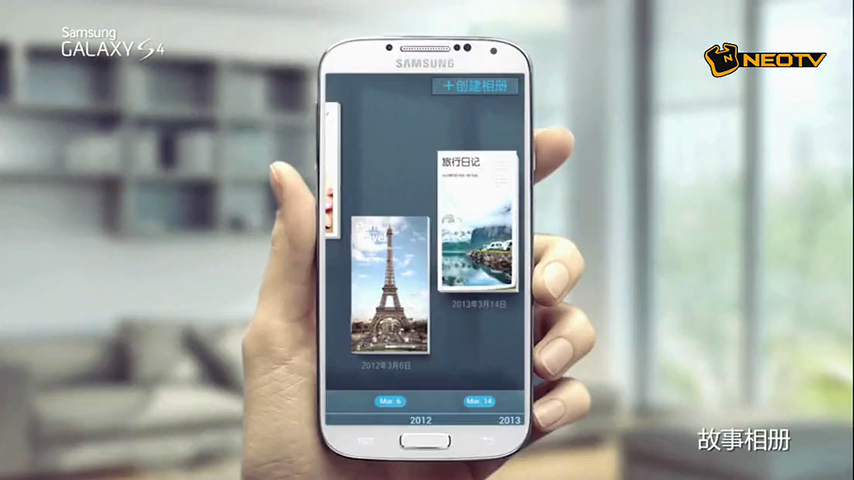 Samsung
GALAXY S4
NEOTV
SAMSUNG
+创建相册
旅行日记
2012年3月6日
2013年3月14日
Mar. 6
Mar. 14
2012
2013
故事相册